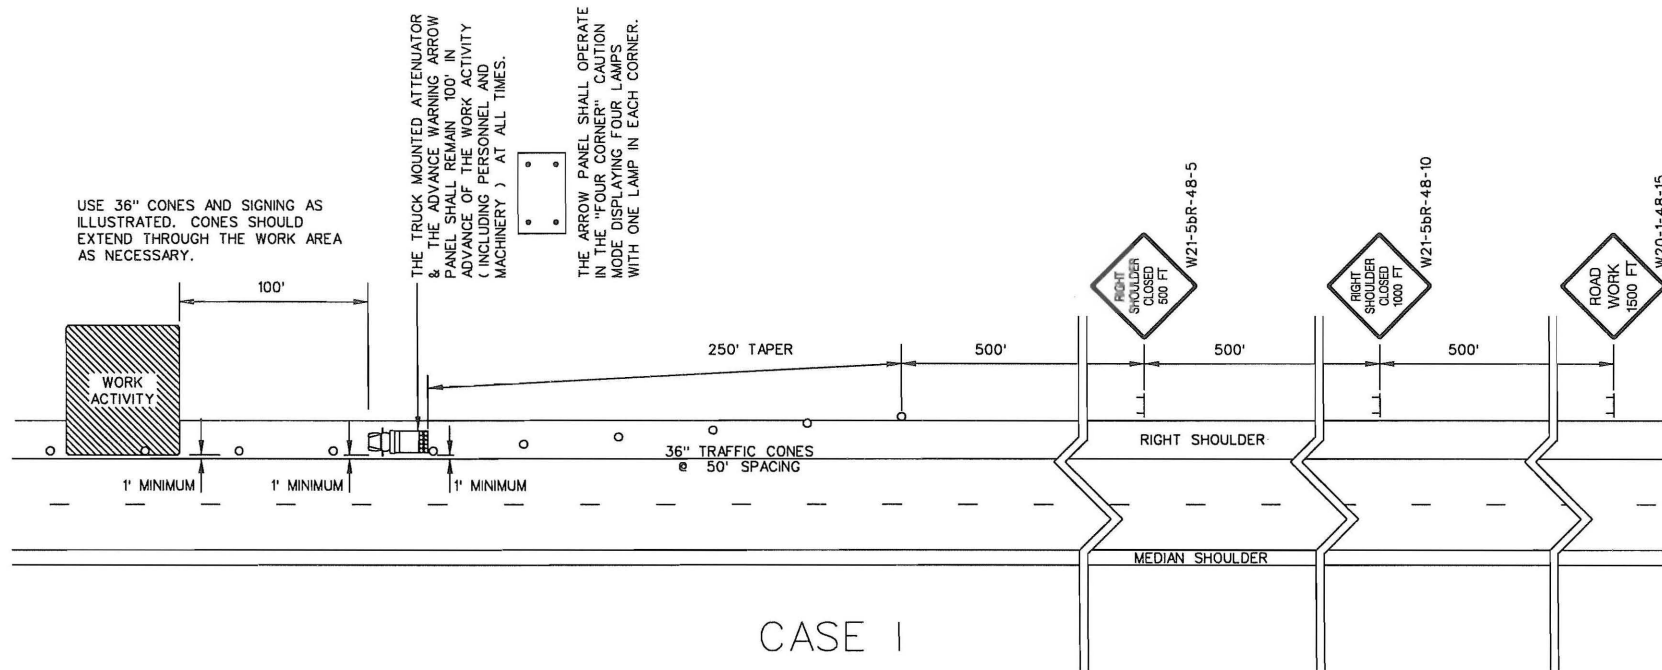 USE 36" CONES AND SIGNING AS
ILLUSTRATED. CONES SHOULD
EXTEND THROUGH THE WORK AREA
AS NECESSARY.
THE TRUCK MOUNTED ATTENUATOR
& THE ADVANCE WARNING ARROW
PANEL SHALL REMAIN 100' IN
ADVANCE OF THE WORK ACTIVITY
( INCLUDING PERSONNEL AND
MACHINERY ) AT ALL TIMES.
THE ARROW PANEL SHALL OPERATE
IN THE "FOUR CORNER" CAUTION
MODE DISPLAYING FOUR LAMPS
WITH ONE LAMP IN EACH CORNER.
W21-5bR-48-5
RIGHT
SHOULDER
CLOSED
500 FT
W21-5bR-48-10
RIGHT
SHOULDER
CLOSED
1000 FT
W20-1-48-15
ROAD
WORK
1500 FT
100'
250' TAPER
500'
500'
500'
WORK
ACTIVITY
36" TRAFFIC CONES
@ 50' SPACING
RIGHT SHOULDER
1' MINIMUM
1' MINIMUM
1' MINIMUM
MEDIAN SHOULDER
CASE I